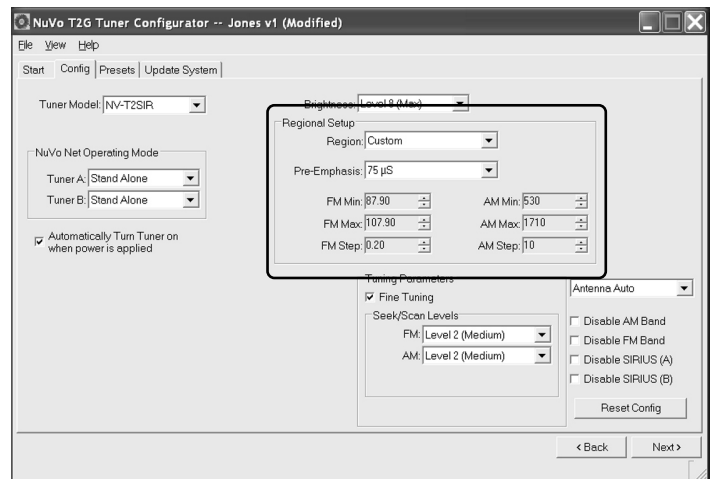 NuVo T2G Tuner Configurator -- Jones v1 (Modified)
File View Help
Start Config Presets Update System
Tuner Model: NV-T2SIR
Brightness: Level 8 (Max)
NuVo Net Operating Mode
Tuner A: Stand Alone
Tuner B: Stand Alone
Automatically Turn Tuner on
when power is applied
Regional Setup
Region: Custom
Pre-Emphasis: 75 µS
FM Min: 87.90 AM Min: 530
FM Max: 107.90 AM Max: 1710
FM Step: 0.20 AM Step: 10
Tuning Parameters
Fine Tuning
Seek/Scan Levels
FM: Level 2 (Medium)
AM: Level 2 (Medium)
Antenna Auto
Disable AM Band
Disable FM Band
Disable SIRIUS (A)
Disable SIRIUS (B)
Reset Config
< Back Next >